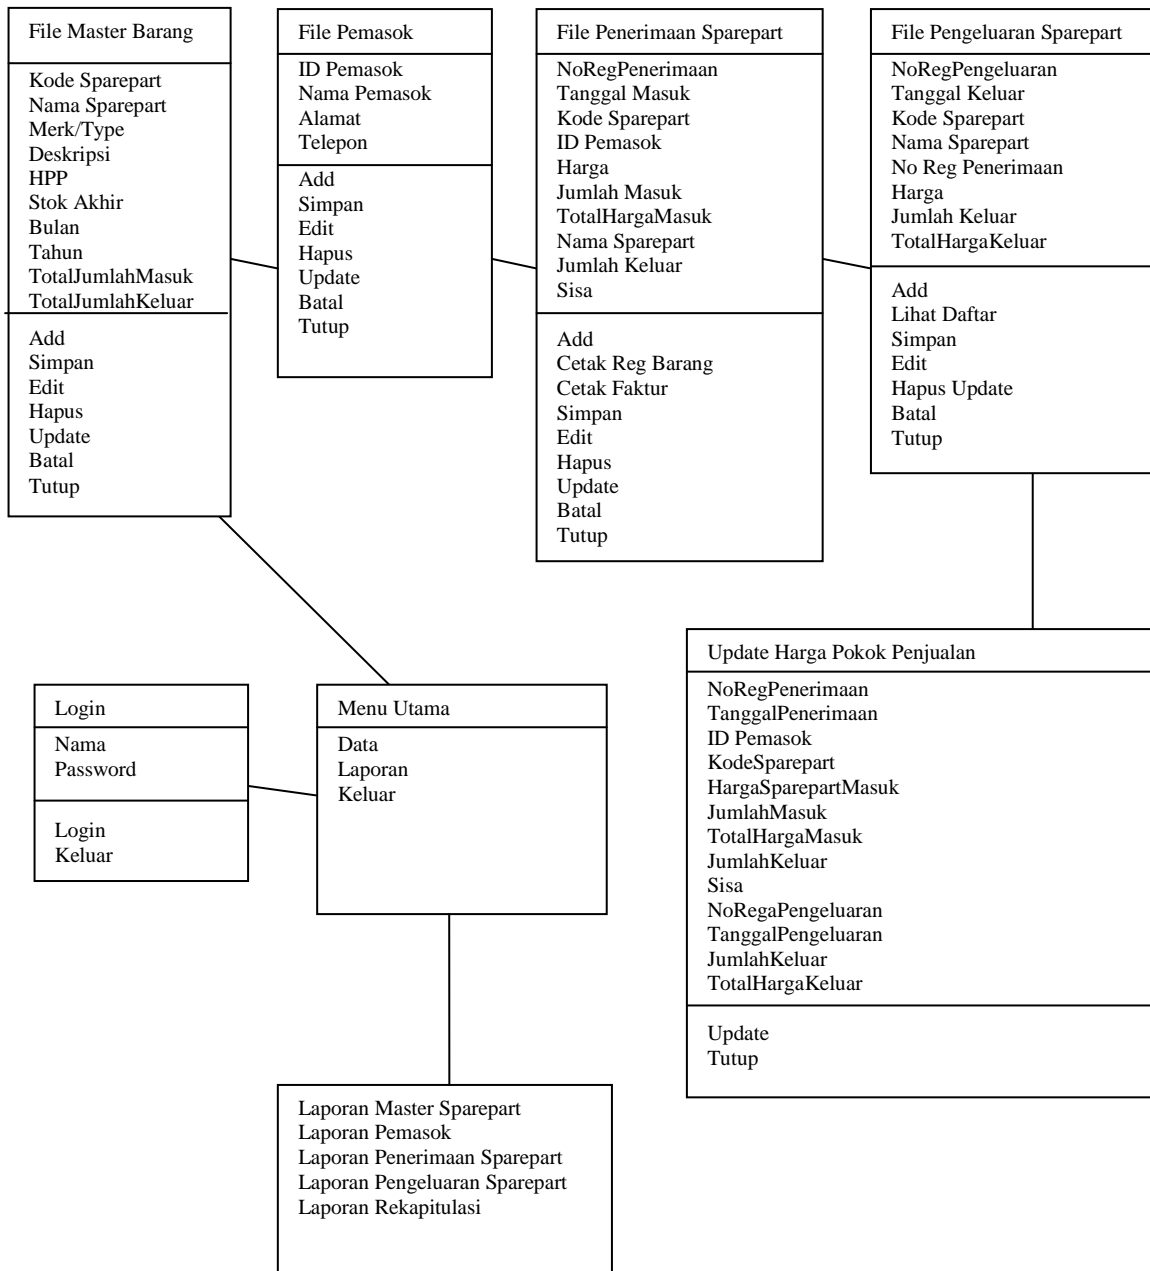 File Master Barang
Kode Sparepart
Nama Sparepart
Merk/Type
Deskripsi
HPP
Stok Akhir
Bulan
Tahun
TotalJumlahMasuk
TotalJumlahKeluar
Add
Simpan
Edit
Hapus
Update
Batal
Tutup
File Pemasok
ID Pemasok
Nama Pemasok
Alamat
Telepon
Add
Simpan
Edit
Hapus
Update
Batal
Tutup
File Penerimaan Sparepart
NoRegPenerimaan
Tanggal Masuk
Kode Sparepart
ID Pemasok
Harga
Jumlah Masuk
TotalHargaMasuk
Nama Sparepart
Jumlah Keluar
Sisa
Add
Cetak Reg Barang
Cetak Faktur
Simpan
Edit
Hapus
Update
Batal
Tutup
File Pengeluaran Sparepart
NoRegPengeluaran
Tanggal Keluar
Kode Sparepart
Nama Sparepart
No Reg Penerimaan
Harga
Jumlah Keluar
TotalHargaKeluar
Add
Lihat Daftar
Simpan
Edit
Hapus Update
Batal
Tutup
Login
Nama
Password
Login
Keluar
Menu Utama
Data
Laporan
Keluar
Update Harga Pokok Penjualan
NoRegPenerimaan
TanggalPenerimaan
ID Pemasok
KodeSparepart
HargaSparepartMasuk
JumlahMasuk
TotalHargaMasuk
JumlahKeluar
Sisa
NoRegaPengeluaran
TanggalPengeluaran
JumlahKeluar
TotalHargaKeluar
Update
Tutup
Laporan Master Sparepart
Laporan Pemasok
Laporan Penerimaan Sparepart
Laporan Pengeluaran Sparepart
Laporan Rekapitulasi